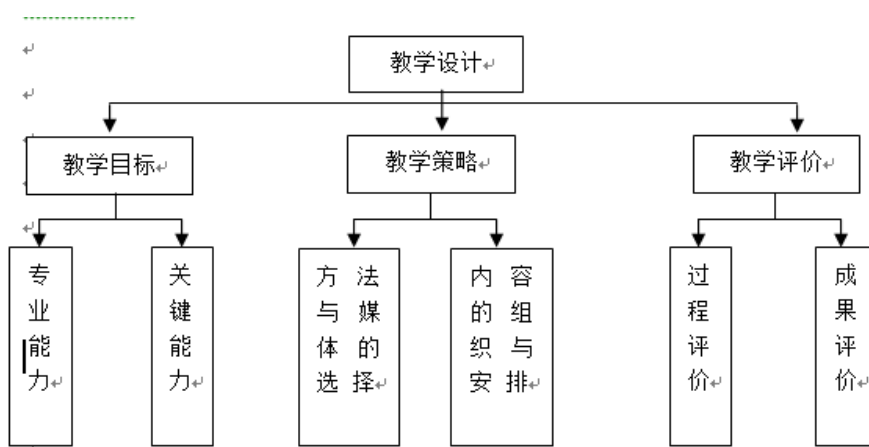 教学设计
教学目标
教学策略
教学评价
专业能力
关键能力
方法与媒体的选择
内容的组织与安排
过程评价
成果评价